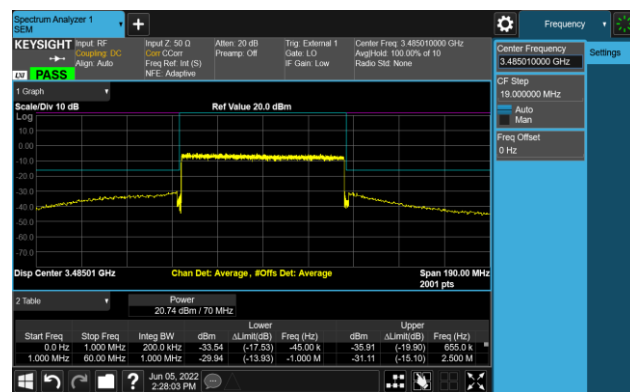 Spectrum Analyzer 1
SEM
+
Frequency
KEYSIGHT Input: RF Input Z: 50 Ω Atten: 20 dB Trig: External 1 Center Freq: 3.485010000 GHz
Coupling: DC Corr CCorr Preamp: Off Gate: LO Avg|Hold: 100.00% of 10
Align: Auto Freq Ref: Int (S) IF Gain: Low Radio Std: None
NFE: Adaptive
LXI PASS
Center Frequency
3.485010000 GHz
Settings
CF Step
19.000000 MHz
Auto
Man
Freq Offset
0 Hz
1 Graph
Scale/Div 10 dB Ref Value 20.0 dBm
Log
10.0
0.00
-10.0
-20.0
-30.0
-40.0
-50.0
-60.0
-70.0
Disp Center 3.48501 GHz Chan Det: Average , #Offs Det: Average Span 190.00 MHz
2001 pts
2 Table
Power
20.74 dBm / 70 MHz
Lower Upper
Start Freq Stop Freq Integ BW dBm ΔLimit(dB) Freq (Hz) dBm ΔLimit(dB) Freq (Hz)
0.0 Hz 1.000 MHz 200.0 kHz -33.54 (-17.53) -45.00 k -35.91 (-19.90) 655.0 k
1.000 MHz 60.00 MHz 1.000 MHz -29.94 (-13.93) -1.000 M -31.11 (-15.10) 2.500 M
? Jun 05, 2022
2:28:03 PM